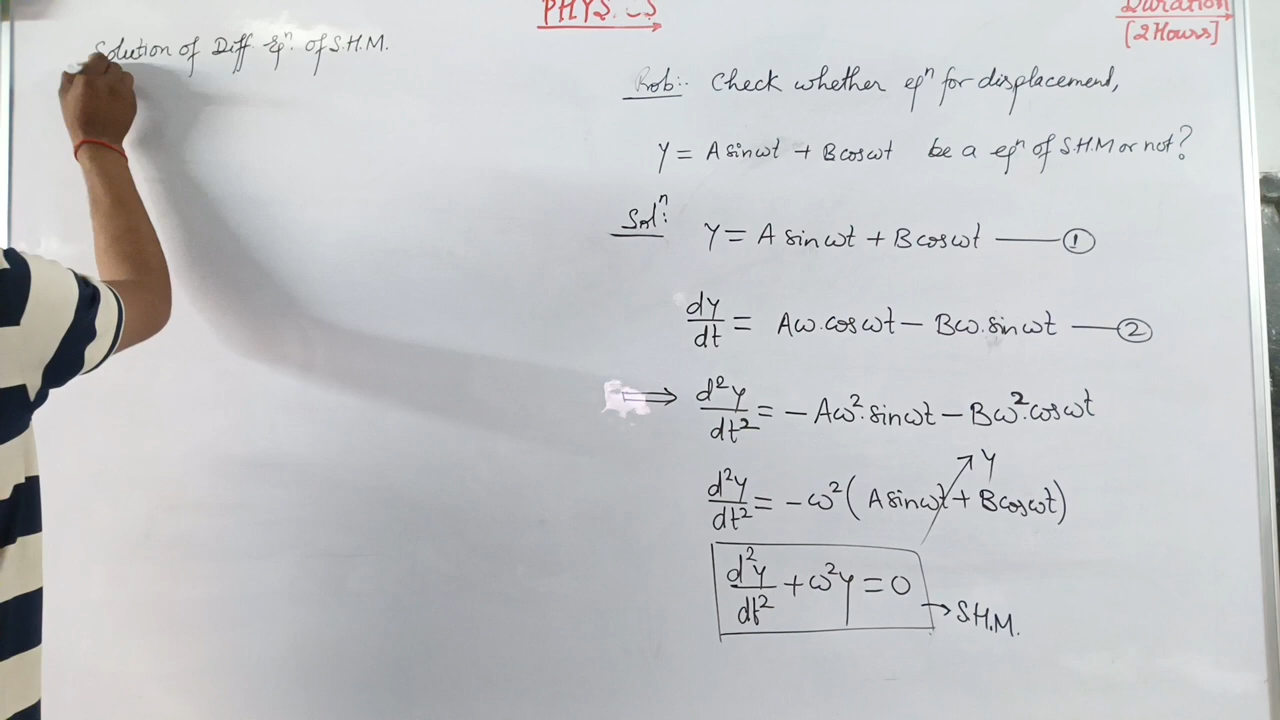 PHYS S
Duration
[2 Hours]
Solution of Diff. Eqⁿ. of S.H.M.
Prob:- Check whether eqⁿ for displacement,
Y = A sinωt + B cosωt be a eqⁿ of S.H.M or not?
Solⁿ: Y = A sinωt + B cosωt —— ①
dy/dt = Aω.cosωt − Bω.sinωt —— ②
⇒ d²y/dt² = − Aω².sinωt − Bω².cosωt
Y
d²y/dt² = − ω² ( A sinωt + B cosωt )
d²y/dt² + ω²y = 0
→ S.H.M.